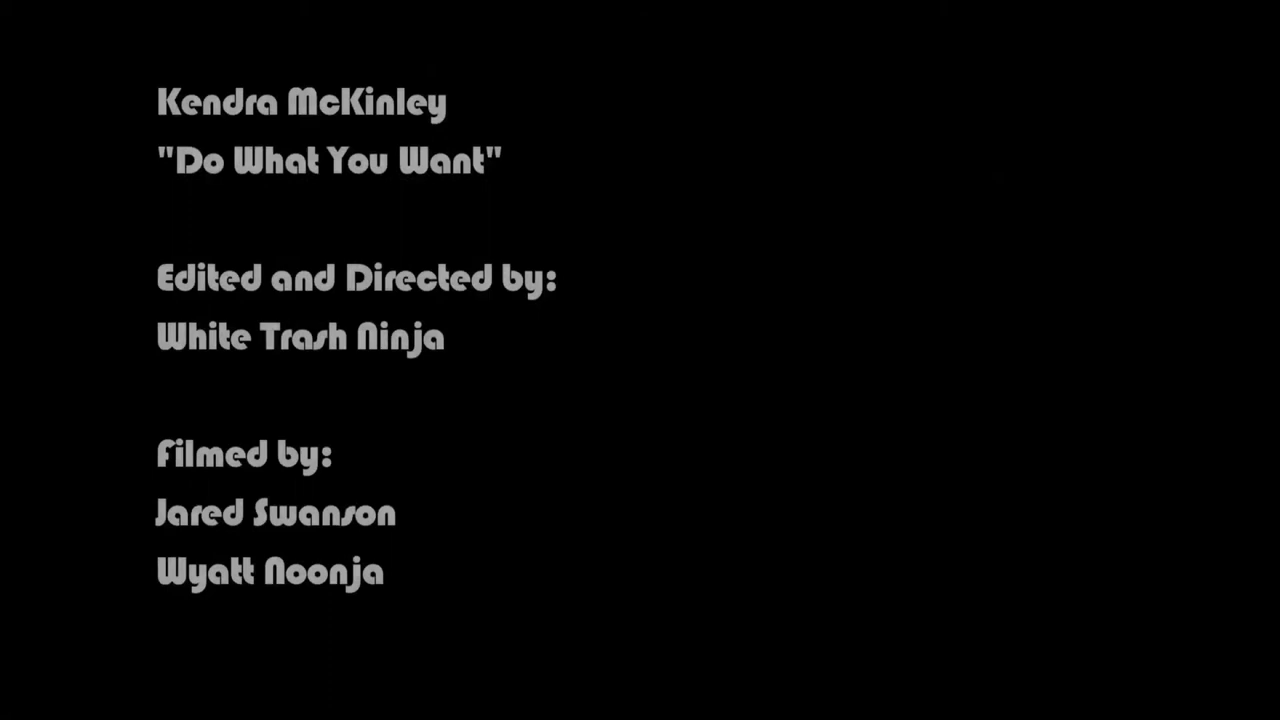 Kendra McKinley
"Do What You Want"
Edited and Directed by:
White Trash Ninja
Filmed by:
Jared Swanson
Wyatt Noonja